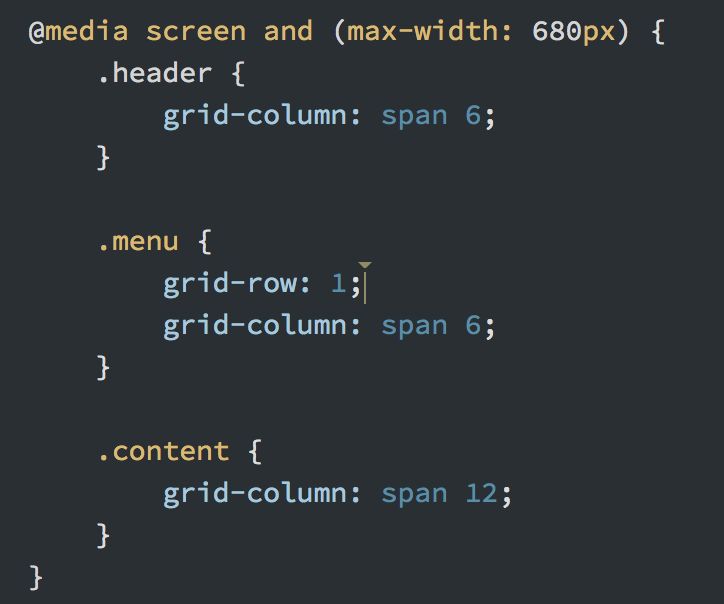 @media screen and (max-width: 680px) {
    .header {
        grid-column: span 6;
    }

    .menu {
        grid-row: 1;
        grid-column: span 6;
    }

    .content {
        grid-column: span 12;
    }
}